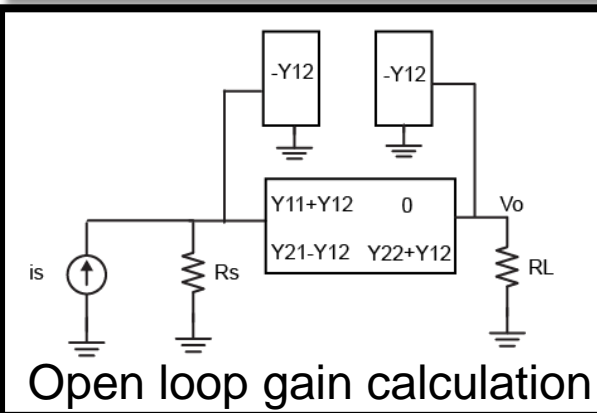 -Y12
-Y12
Y11+Y12 0
Vo
Y21-Y12 Y22+Y12
is
Rs
RL
Open loop gain calculation